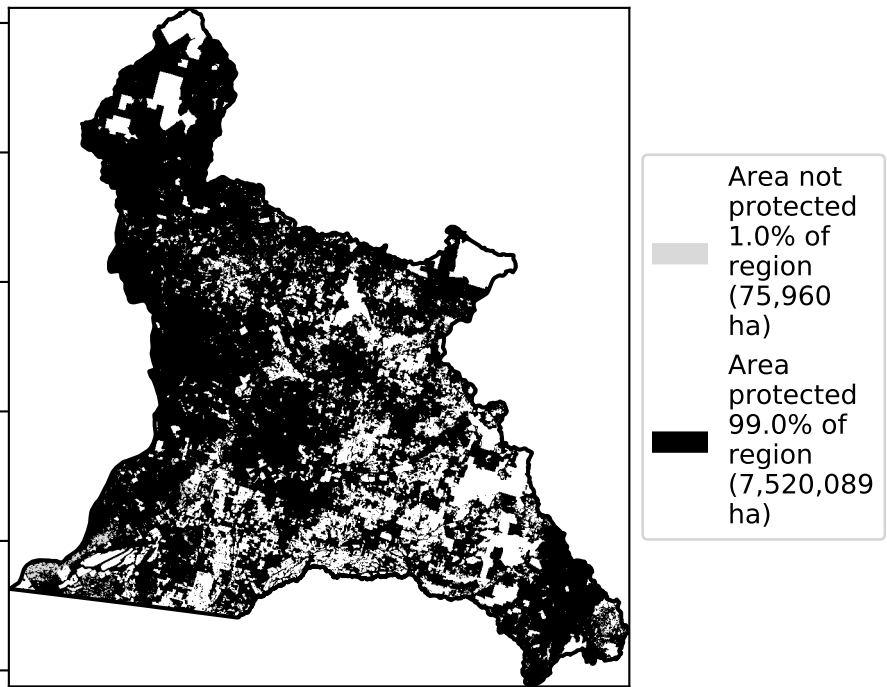 Area not
protected
1.0% of
region
(75,960
ha)
Area
protected
99.0% of
region
(7,520,089
ha)